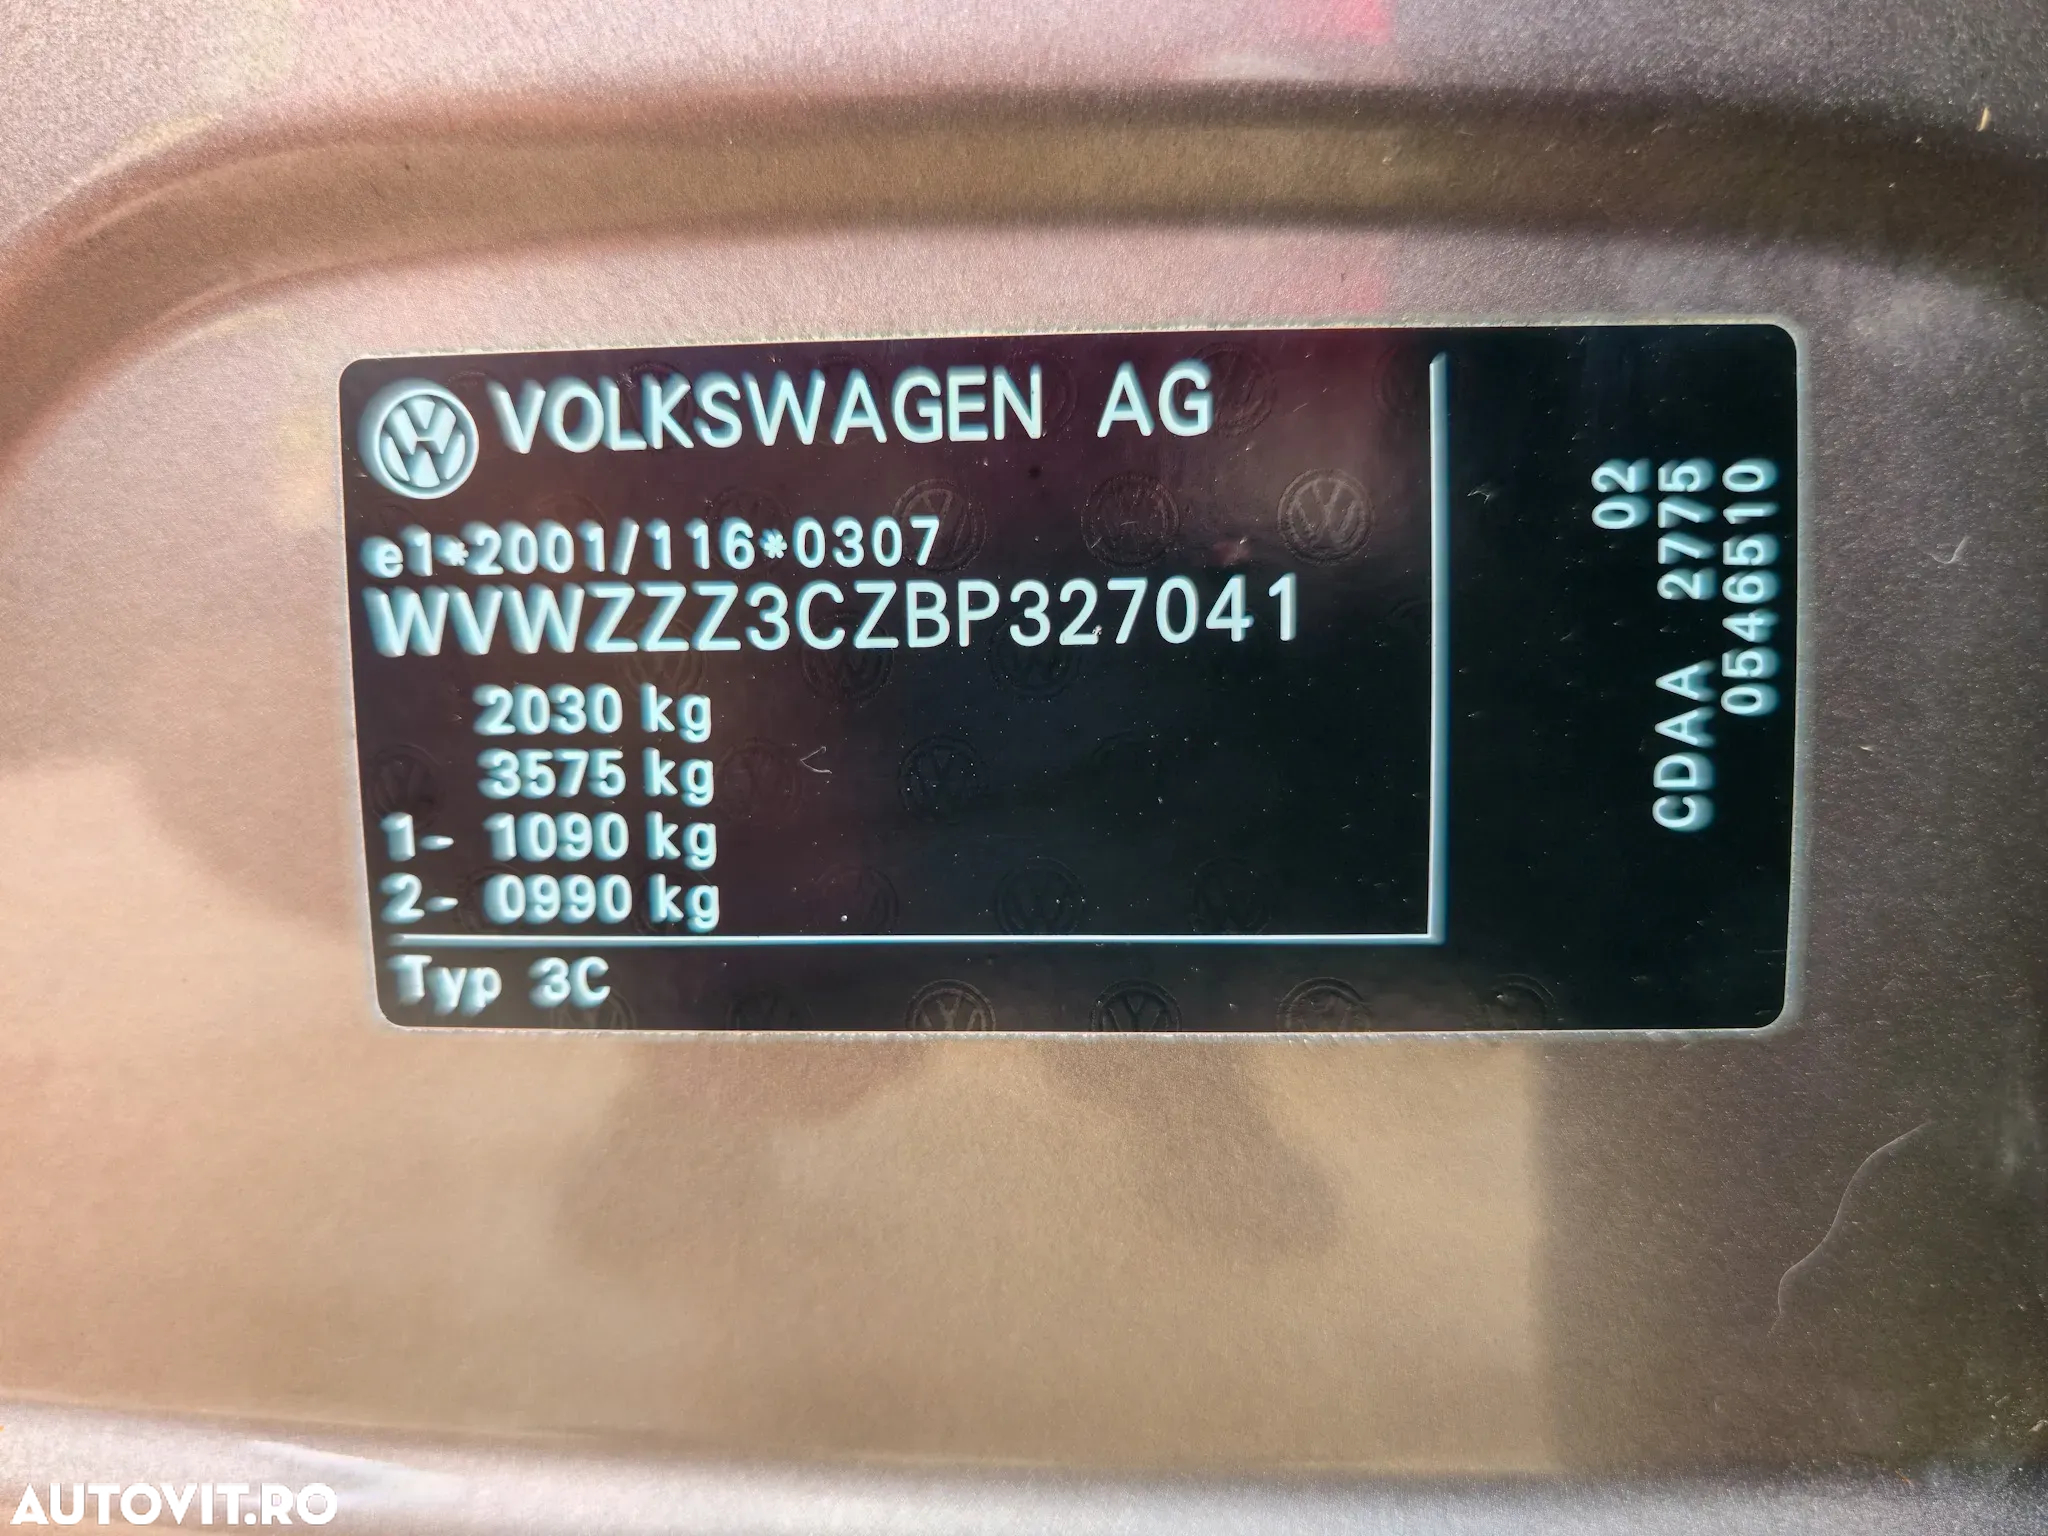 VOLKSWAGEN AG
e1*2001/116*0307
WVWZZZ3CZBP327041
2030 kg
3575 kg
1- 1090 kg
2- 0990 kg
Typ 3C
02
CDAA 2775
0546510
AUTOVIT.RO